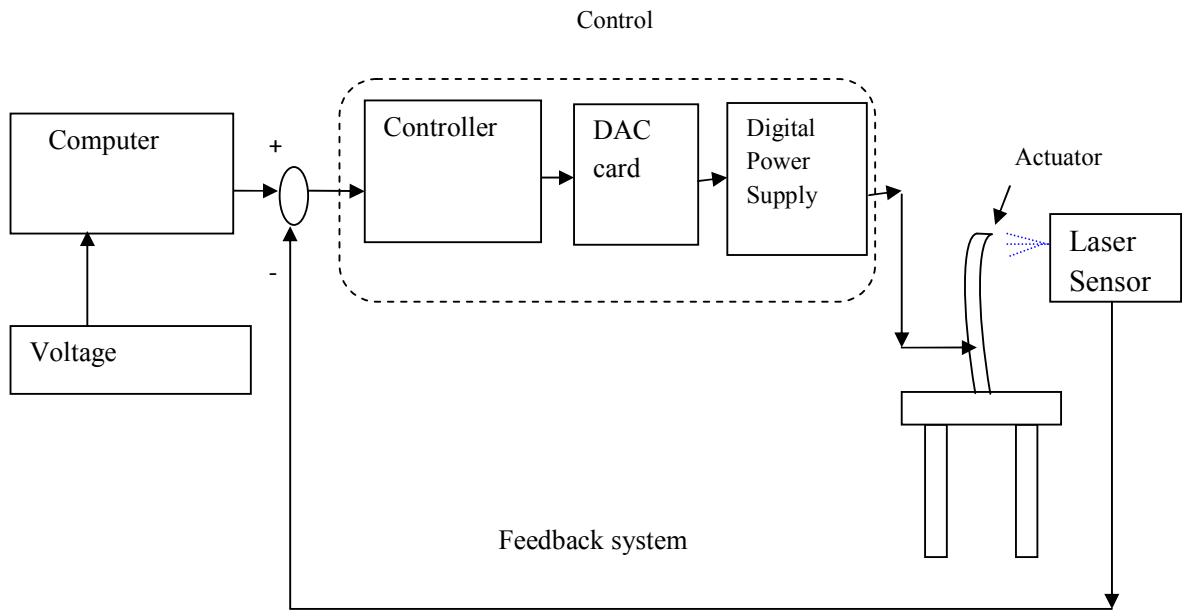 Control
Computer
+
Controller
DAC
card
Digital
Power
Supply
Actuator
Laser
Sensor
-
Voltage
Feedback system